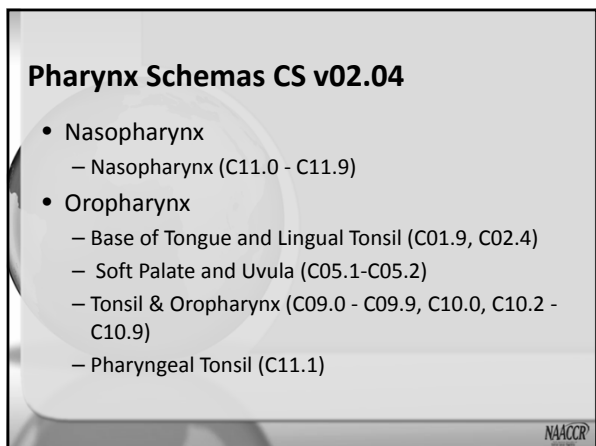 Pharynx Schemas CS v02.04
• Nasopharynx
– Nasopharynx (C11.0 - C11.9)
• Oropharynx
– Base of Tongue and Lingual Tonsil (C01.9, C02.4)
– Soft Palate and Uvula (C05.1-C05.2)
– Tonsil & Oropharynx (C09.0 - C09.9, C10.0, C10.2 -
C10.9)
– Pharyngeal Tonsil (C11.1)
NAACCR